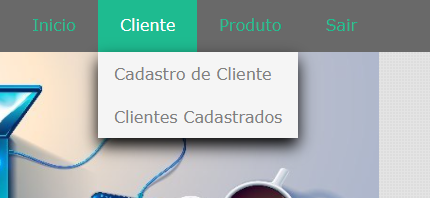 Inicio Cliente Produto Sair
Cadastro de Cliente
Clientes Cadastrados